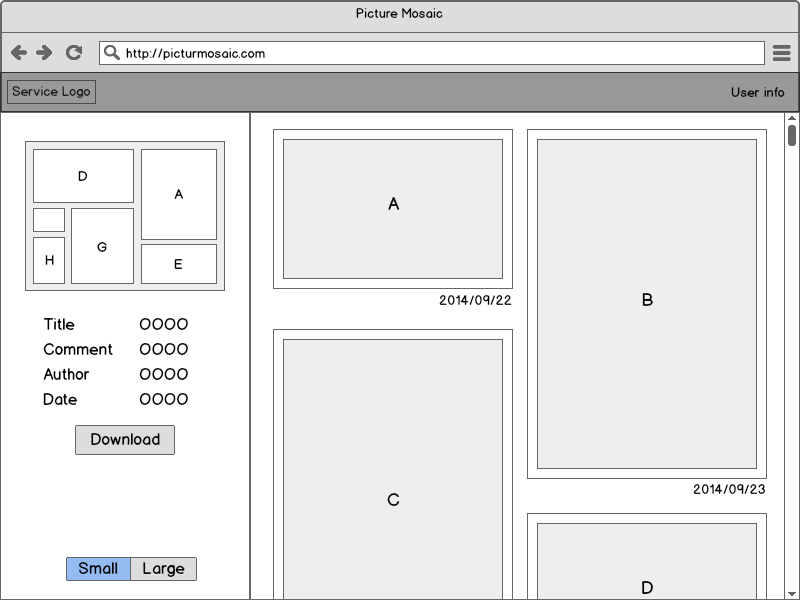 Picture Mosaic
http://picturmosaic.com
Service Logo
User info
D
A
G
H
E
Title OOOO
Comment OOOO
Author OOOO
Date OOOO
Download
Small Large
A
2014/09/22
B
2014/09/23
C
D